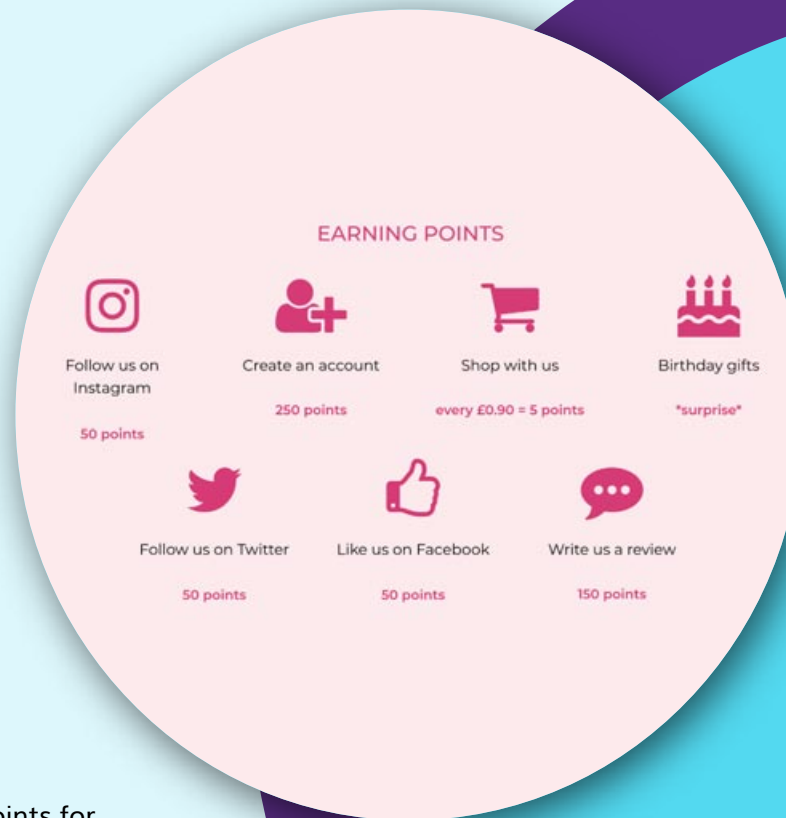 EARNING POINTS
Follow us on
Instagram
50 points
Create an account
250 points
Shop with us
every £0.90 = 5 points
Birthday gifts
*surprise*
Follow us on Twitter
50 points
Like us on Facebook
50 points
Write us a review
150 points
for